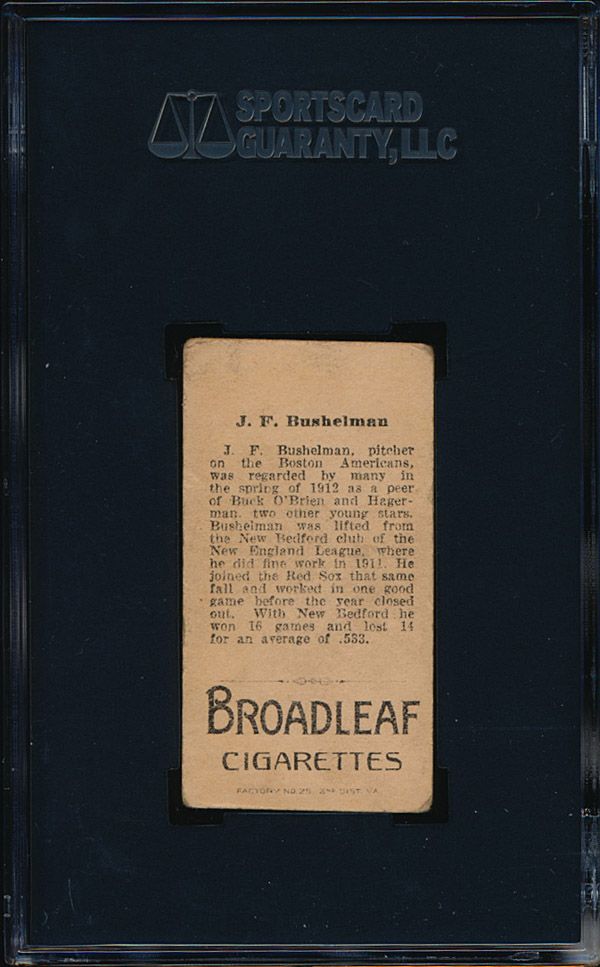 SPORTSCARD
GUARANTY, LLC
J. F. Bushelman
J. F. Bushelman, pitcher
on the Boston Americans,
was regarded by many in
the spring of 1912 as a peer
of Buck O'Brien and Hager-
man, two other young stars.
Bushelman was lifted from
the New Bedford club of the
New England League, where
he did fine work in 1911. He
joined the Red Sox that same
fall and worked in one good
game before the year closed
out. With New Bedford he
won 16 games and lost 14
for an average of .533.
BROADLEAF
CIGARETTES
FACTORY NO. 25, 2ND DIST. VA.